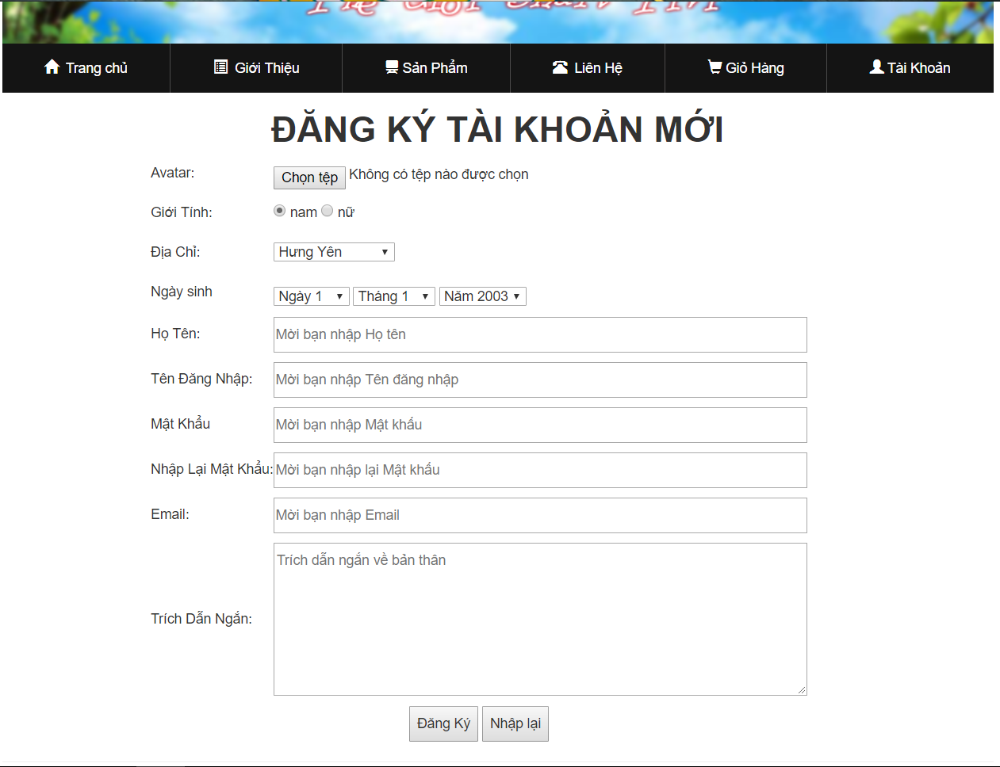 Trang chủ Giới Thiệu Sản Phẩm Liên Hệ Giỏ Hàng Tài Khoản
ĐĂNG KÝ TÀI KHOẢN MỚI
Avatar: Chọn tệp Không có tệp nào được chọn
Giới Tính: nam nữ
Địa Chỉ: Hưng Yên
Ngày sinh Ngày 1 Tháng 1 Năm 2003
Họ Tên: Mời bạn nhập Họ tên
Tên Đăng Nhập: Mời bạn nhập Tên đăng nhập
Mật Khẩu Mời bạn nhập Mật khẩu
Nhập Lại Mật Khẩu: Mời bạn nhập lại Mật khẩu
Email: Mời bạn nhập Email
Trích dẫn ngắn về bản thân
Trích Dẫn Ngắn:
Đăng Ký Nhập lại